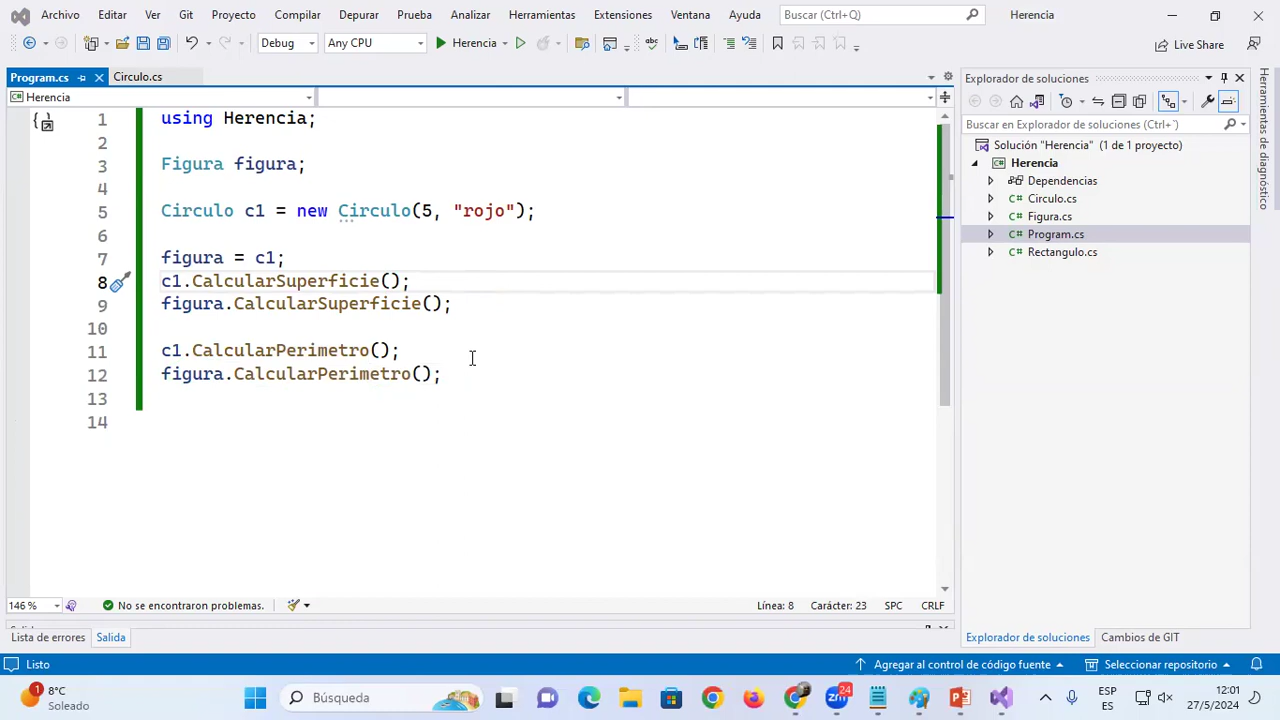 Archivo Editar Ver Git Proyecto Compilar Depurar Prueba Analizar Herramientas Extensiones Ventana Ayuda Buscar (Ctrl+Q) Herencia
Debug Any CPU Herencia Live Share
Program.cs Circulo.cs
Herencia
1 using Herencia;
2
3 Figura figura;
4
5 Circulo c1 = new Circulo(5, "rojo");
6
7 figura = c1;
8 c1.CalcularSuperficie();
9 figura.CalcularSuperficie();
10
11 c1.CalcularPerimetro();
12 figura.CalcularPerimetro();
13
14
146 % No se encontraron problemas. Línea: 8 Carácter: 23 SPC CRLF
Lista de errores Salida
Explorador de soluciones
Buscar en Explorador de soluciones (Ctrl+¨)
Solución "Herencia" (1 de 1 proyecto)
Herencia
Dependencias
C# Circulo.cs
C# Figura.cs
C# Program.cs
C# Rectangulo.cs
Explorador de soluciones Cambios de GIT
Herramientas de diagnóstico
Listo Agregar al control de código fuente Seleccionar repositorio
1 8°C
Soleado
Búsqueda
zm 24
ESP
ES
12:01
27/5/2024